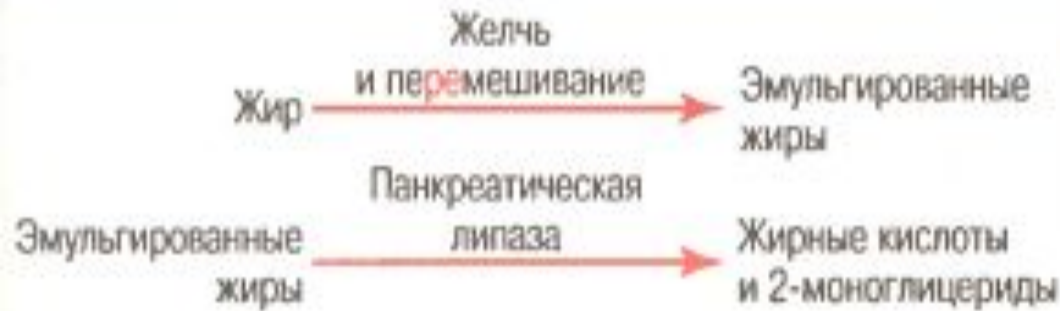 Желчь
и перемешивание
Жир
Эмульгированные
жиры
Панкреатическая
липаза
Эмульгированные
жиры
Жирные кислоты
и 2-моноглицериды